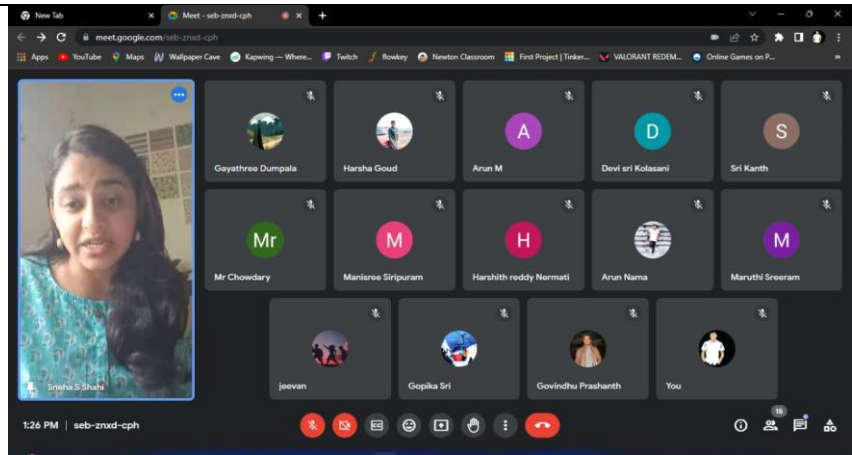 New Tab
Meet - seb-znxd-cph
meet.google.com/seb-znxd-cph
Apps YouTube Maps Wallpaper Cave Kapwing — Where... Twitch flowkey Newton Classroom First Project | Tinker... VALORANT REDEM... Online Games on P...
Gayathree Dumpala
Harsha Goud
A
Arun M
D
Devi sri Kolasani
S
Sri Kanth
Mr
Mr Chowdary
M
Manisree Siripuram
H
Harshith reddy Nermati
Arun Nama
M
Maruthi Sreeram
Sneha S Shahi
jeevan
Gopika Sri
Govindhu Prashanth
You
1:26 PM | seb-znxd-cph
15